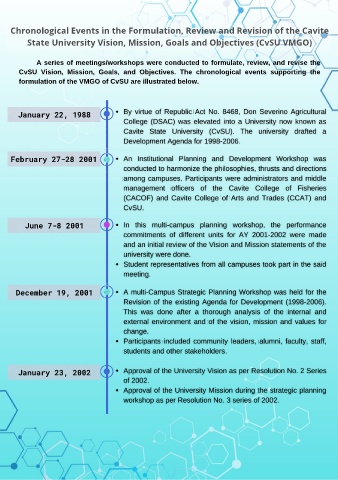 Chronological Events in the Formulation, Review and Revision of the Cavite
State University Vision, Mission, Goals and Objectives (CvSU VMGO)
A series of meetings/workshops were conducted to formulate, review, and revise the
CvSU Vision, Mission, Goals, and Objectives. The chronological events supporting the
formulation of the VMGO of CvSU are illustrated below.
January 22, 1988
• By virtue of Republic Act No. 8468, Don Severino Agricultural
College (DSAC) was elevated into a University now known as
Cavite State University (CvSU). The university drafted a
Development Agenda for 1998-2006.
February 27-28 2001
• An Institutional Planning and Development Workshop was
conducted to harmonize the philosophies, thrusts and directions
among campuses. Participants were administrators and middle
management officers of the Cavite College of Fisheries
(CACOF) and Cavite College of Arts and Trades (CCAT) and
CvSU.
June 7-8 2001
• In this multi-campus planning workshop, the performance
commitments of different units for AY 2001-2002 were made
and an initial review of the Vision and Mission statements of the
university were done.
• Student representatives from all campuses took part in the said
meeting.
December 19, 2001
• A multi-Campus Strategic Planning Workshop was held for the
Revision of the existing Agenda for Development (1998-2006).
This was done after a thorough analysis of the internal and
external environment and of the vision, mission and values for
change.
• Participants included community leaders, alumni, faculty, staff,
students and other stakeholders.
January 23, 2002
• Approval of the University Vision as per Resolution No. 2 Series
of 2002.
• Approval of the University Mission during the strategic planning
workshop as per Resolution No. 3 series of 2002.